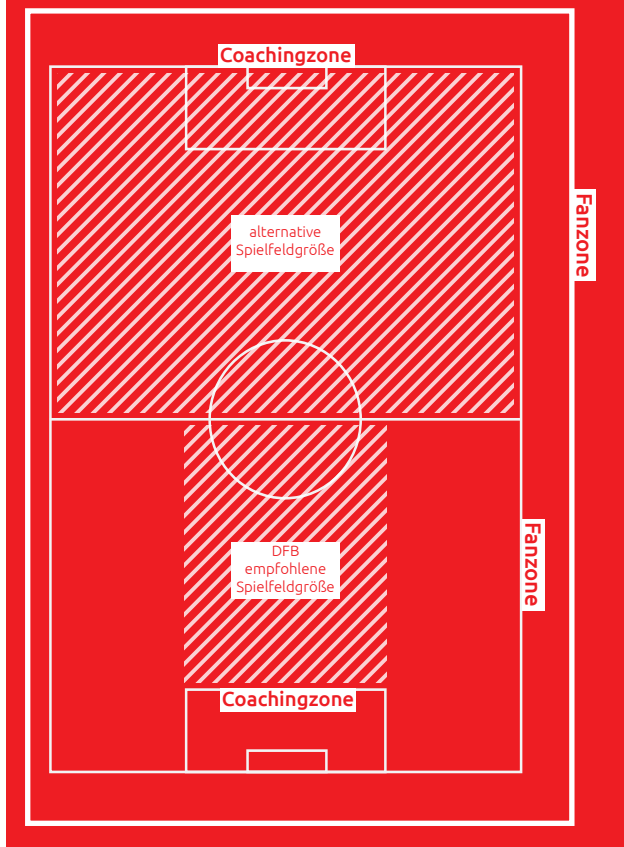 Coachingzone
Fanzone
alternative
Spielfeldgröße
Fanzone
DFB
empfohlene
Spielfeldgröße
Coachingzone